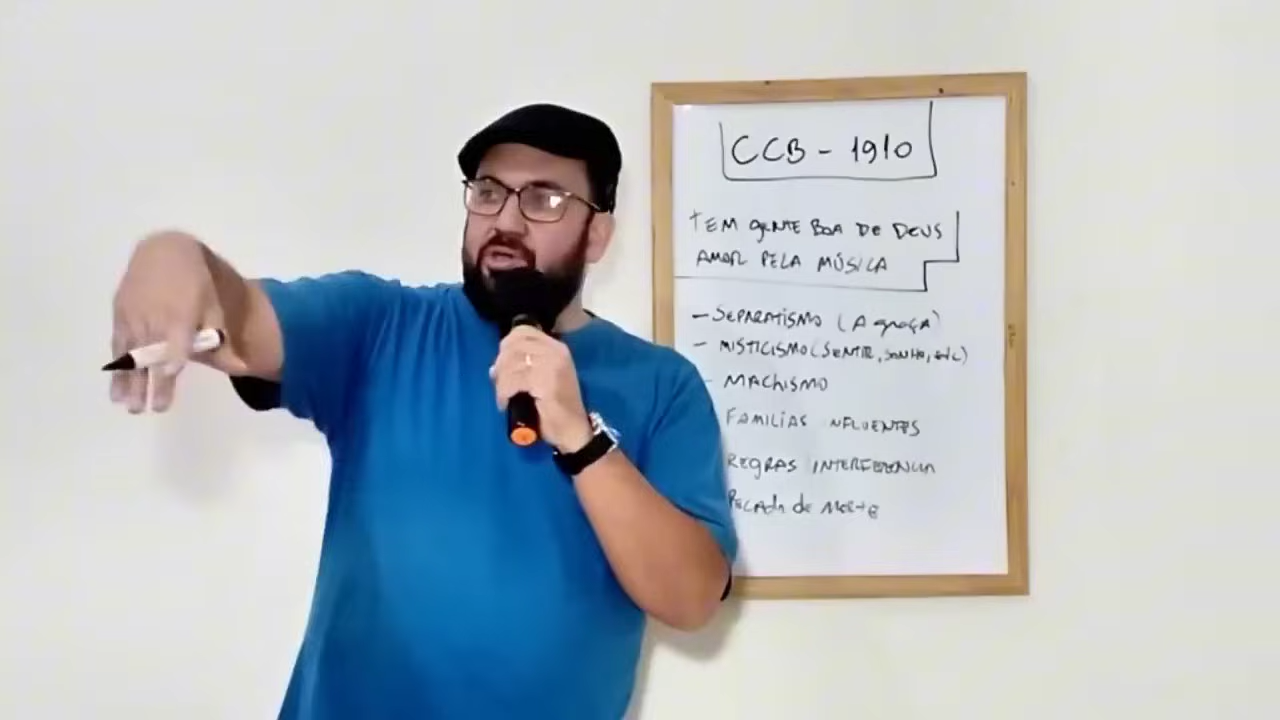 CCB - 1910
TEM GENTE BOA DE DEUS
AMOR PELA MÚSICA
- SEPARATISMO (A graça)
- MISTICISMO (SENTIR, SONHO, etc)
- MACHISMO
FAMILIAS INFLUENTES
REGRAS INTERFERENCIA
PECADO de MORTE